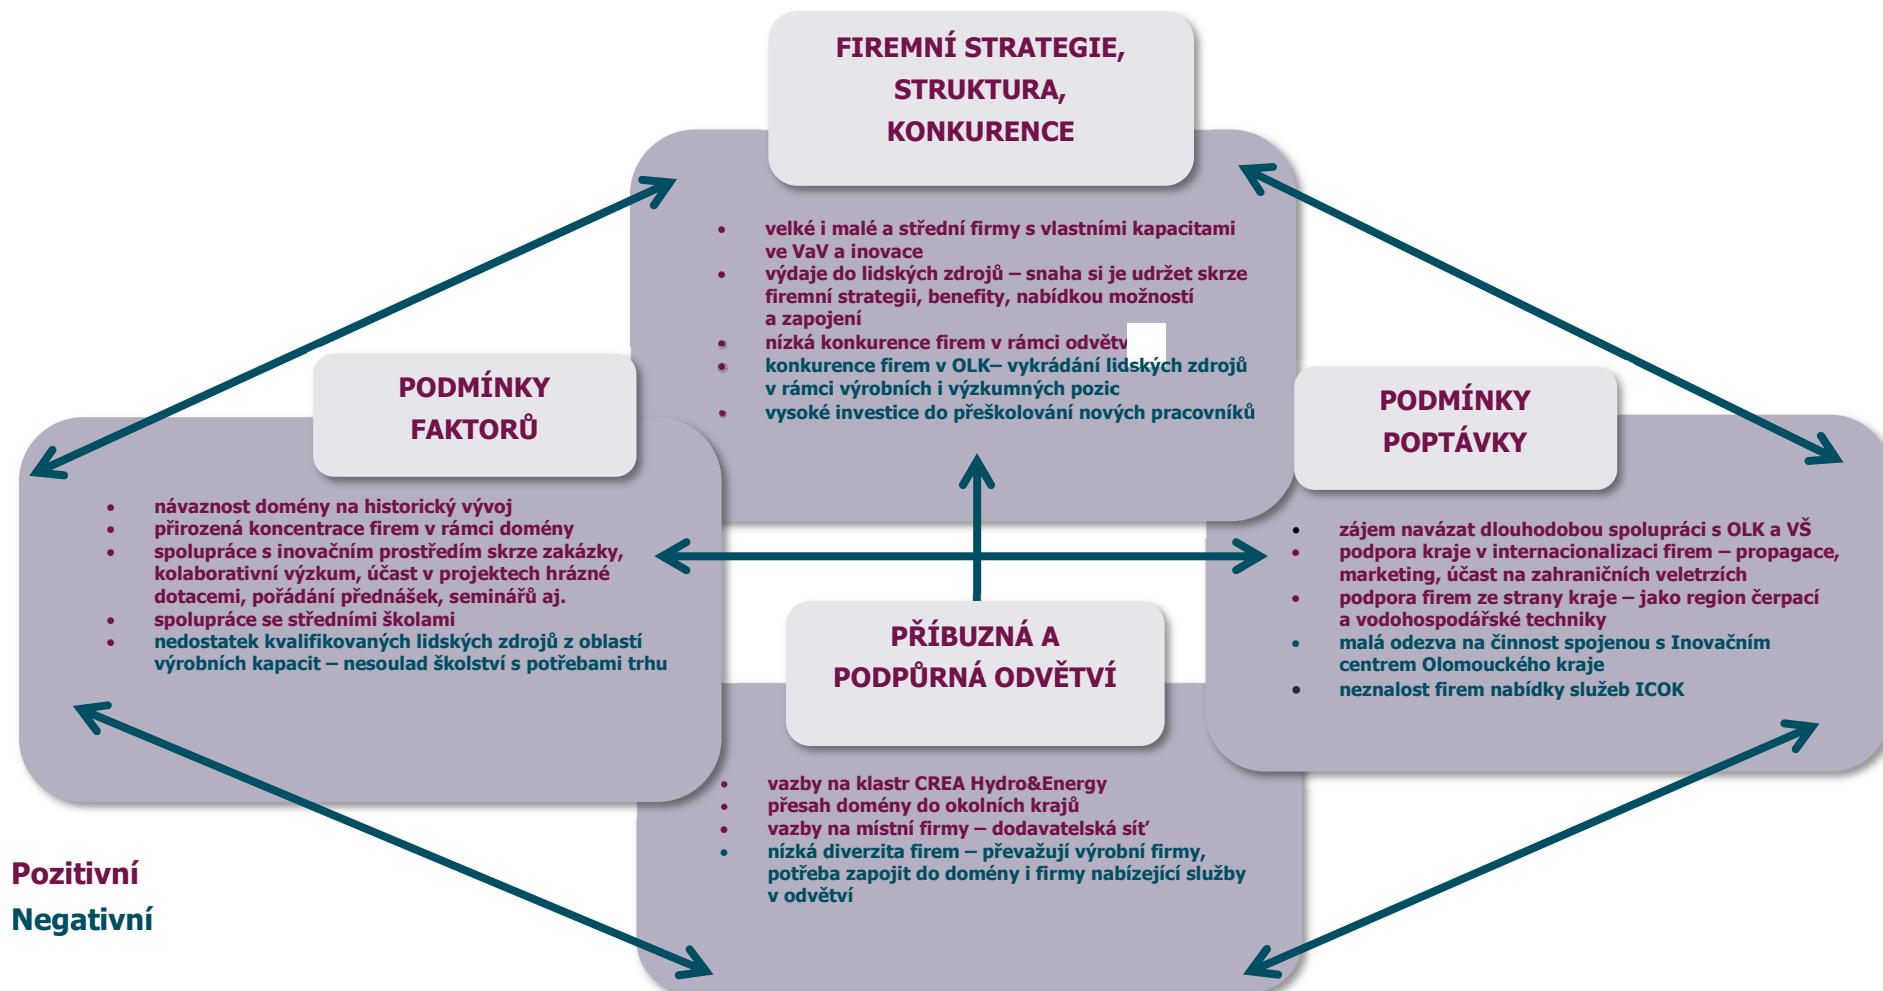 FIREMNÍ STRATEGIE,
STRUKTURA,
KONKURENCE
• velké i malé a střední firmy s vlastními kapacitami
ve VaV a inovace
• výdaje do lidských zdrojů – snaha si je udržet skrze
firemní strategii, benefity, nabídkou možností
a zapojení
• nízká konkurence firem v rámci odvětv
• konkurence firem v OLK– vykrádání lidských zdrojů
v rámci výrobních i výzkumných pozic
• vysoké investice do přeškolování nových pracovníků
PODMÍNKY
FAKTORŮ
• návaznost domény na historický vývoj
• přirozená koncentrace firem v rámci domény
• spolupráce s inovačním prostředím skrze zakázky,
kolaborativní výzkum, účast v projektech hrázné
dotacemi, pořádání přednášek, seminářů aj.
• spolupráce se středními školami
• nedostatek kvalifikovaných lidských zdrojů z oblastí
výrobních kapacit – nesoulad školství s potřebami trhu
PODMÍNKY
POPTÁVKY
• zájem navázat dlouhodobou spolupráci s OLK a VŠ
• podpora kraje v internacionalizaci firem – propagace,
marketing, účast na zahraničních veletrzích
• podpora firem ze strany kraje – jako region čerpací
a vodohospodářské techniky
• malá odezva na činnost spojenou s Inovačním
centrem Olomouckého kraje
• neznalost firem nabídky služeb ICOK
PŘÍBUZNÁ A
PODPŮRNÁ ODVĚTVÍ
• vazby na klastr CREA Hydro&Energy
• přesah domény do okolních krajů
• vazby na místní firmy – dodavatelská síť
• nízká diverzita firem – převažují výrobní firmy,
potřeba zapojit do domény i firmy nabízející služby
v odvětví
Pozitivní
Negativní